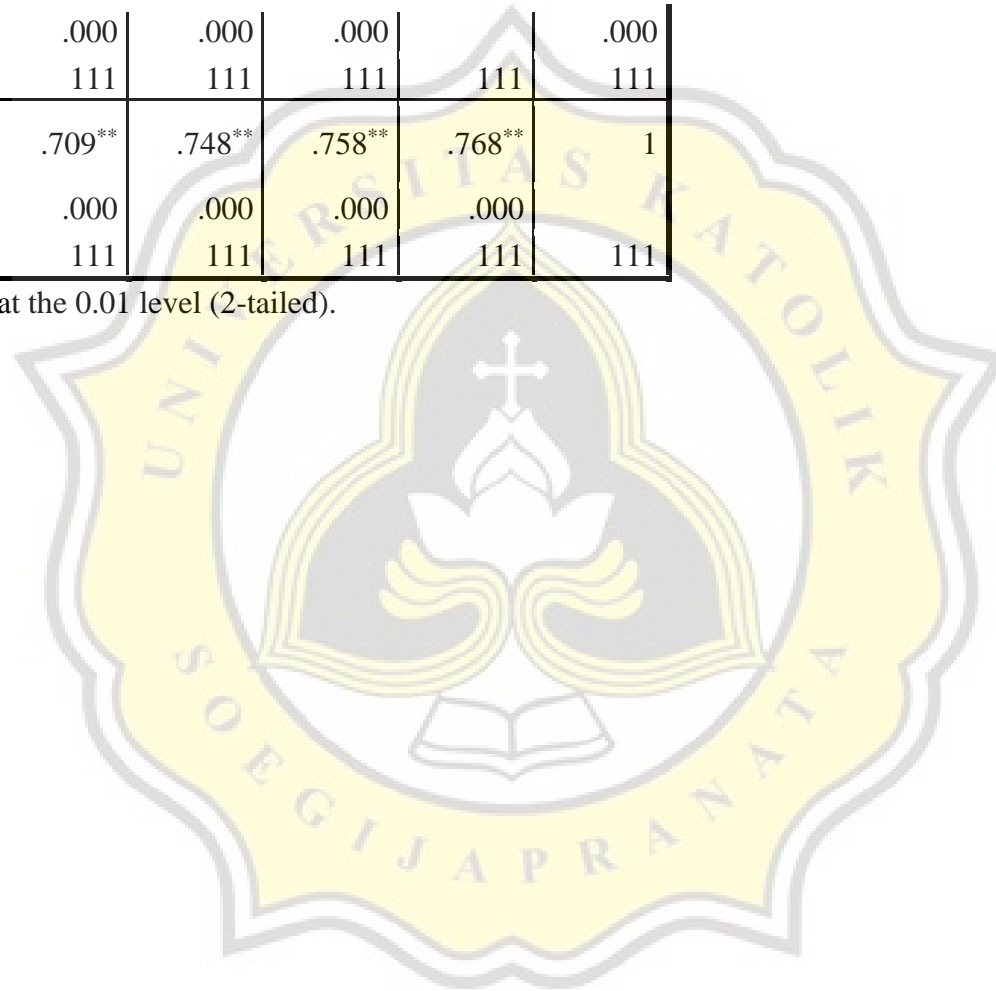 .000 .000 .000 .000
111 111 111 111 111
.709** .748** .758** .768** 1
.000 .000 .000 .000
111 111 111 111 111
at the 0.01 level (2-tailed).
UNIVERSITAS KATOLIK
SOEGIJAPRANATA